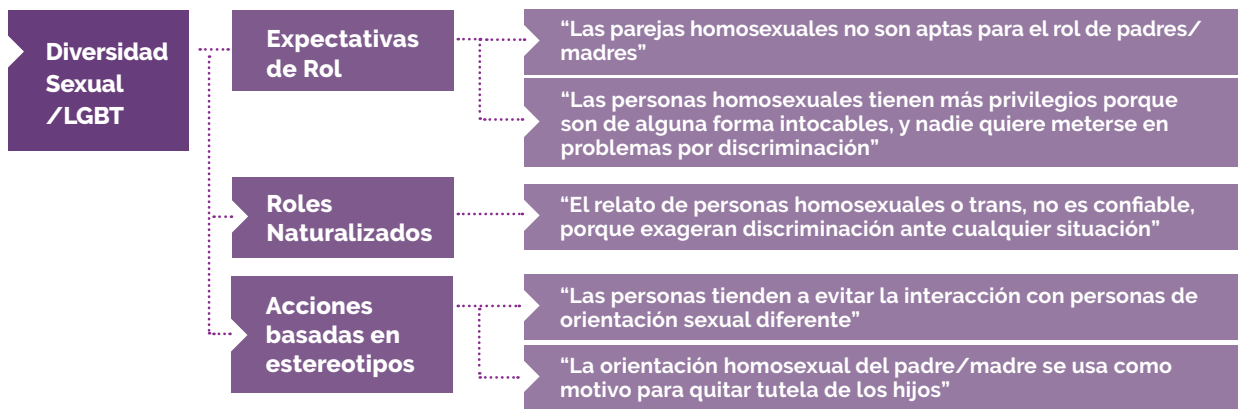 Diversidad
Sexual
/LGBT
Expectativas
de Rol
“Las parejas homosexuales no son aptas para el rol de padres/
madres”
“Las personas homosexuales tienen más privilegios porque
son de alguna forma intocables, y nadie quiere meterse en
problemas por discriminación”
Roles
Naturalizados
“El relato de personas homosexuales o trans, no es confiable,
porque exageran discriminación ante cualquier situación”
Acciones
basadas en
estereotipos
“Las personas tienden a evitar la interacción con personas de
orientación sexual diferente”
“La orientación homosexual del padre/madre se usa como
motivo para quitar tutela de los hijos”